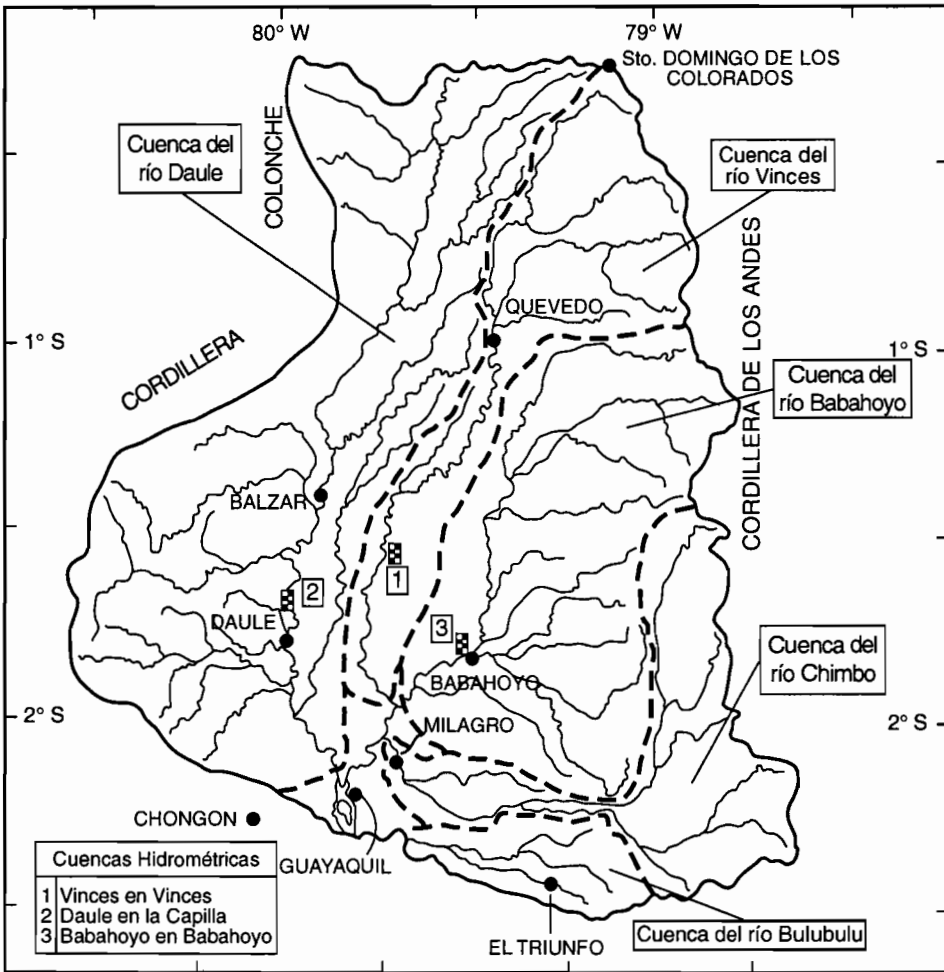 80° W
79° W
Sto. DOMINGO DE LOS
COLORADOS
Cuenca del
río Daule
COLONCHE
Cuenca del
río Vinces
CORDILLERA DE LOS ANDES
QUEVEDO
1° S
1° S
CORDILLERA
Cuenca del
río Babahoyo
BALZAR
1
2
DAULE
3
BABAHOYO
Cuenca del
río Chimbo
2° S
MILAGRO
2° S
CHONGON
GUAYAQUIL
Cuencas Hidrométricas
1 Vinces en Vinces
2 Daule en la Capilla
3 Babahoyo en Babahoyo
EL TRIUNFO
Cuenca del río Bulubulu